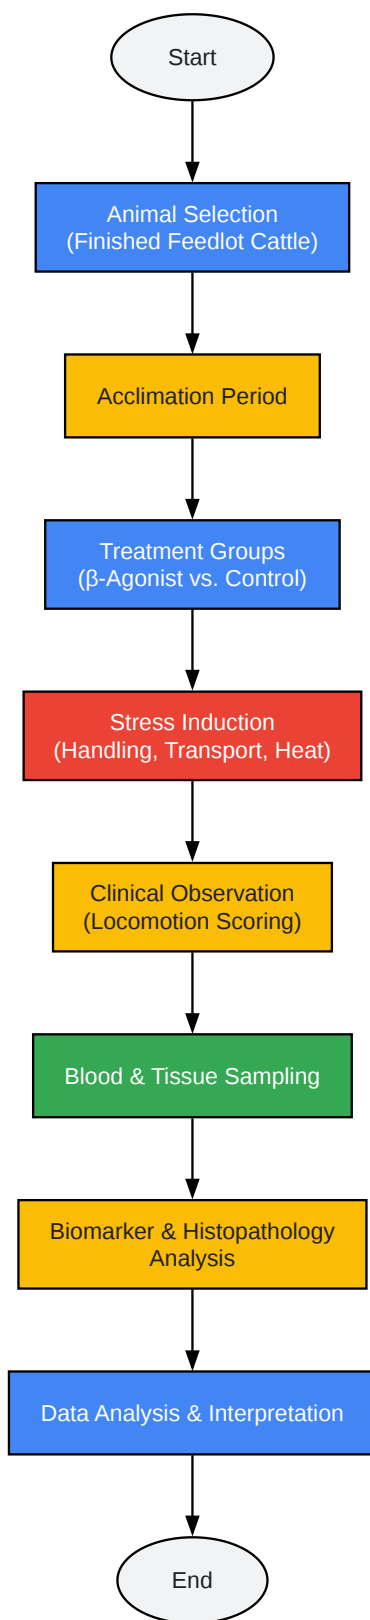 Start
Animal Selection
(Finished Feedlot Cattle)
Acclimation Period
Treatment Groups
(β-Agonist vs. Control)
Stress Induction
(Handling, Transport, Heat)
Clinical Observation
(Locomotion Scoring)
Blood & Tissue Sampling
Biomarker & Histopathology
Analysis
Data Analysis & Interpretation
End